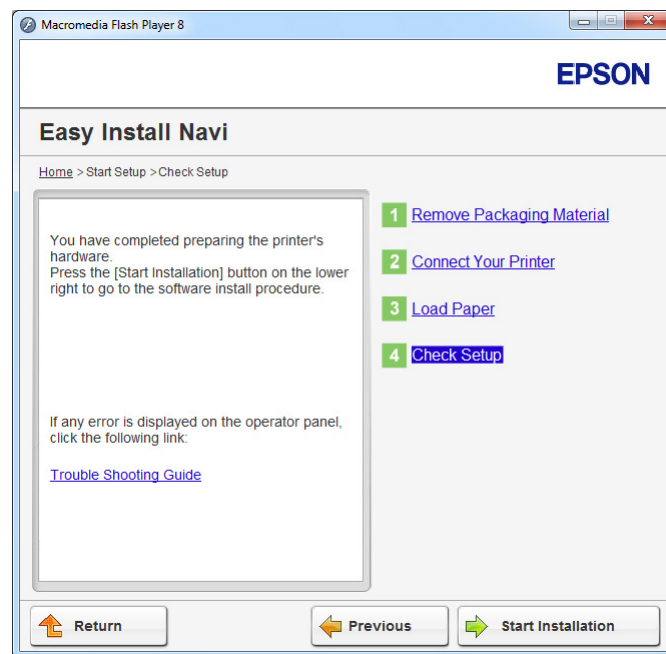 Macromedia Flash Player 8
EPSON
Easy Install Navi
Home > Start Setup > Check Setup
You have completed preparing the printer's
hardware.
Press the [Start Installation] button on the lower
right to go to the software install procedure.
If any error is displayed on the operator panel,
click the following link:
Trouble Shooting Guide
1 Remove Packaging Material
2 Connect Your Printer
3 Load Paper
4 Check Setup
Return
Previous
Start Installation